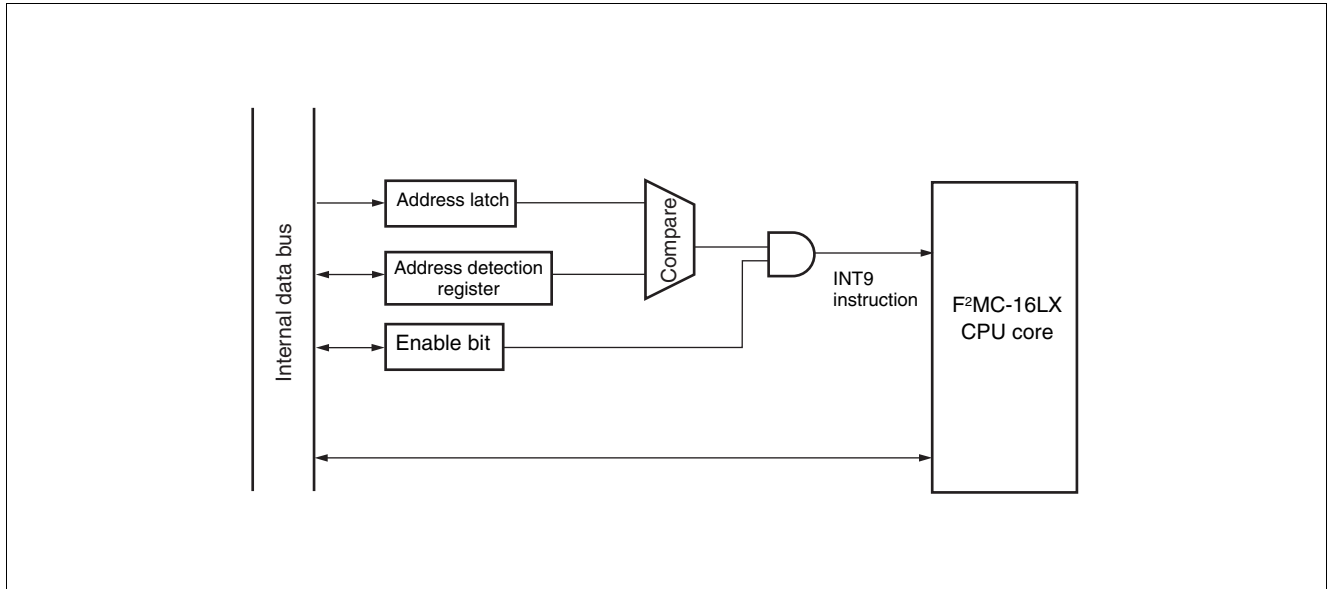 Internal data bus
Address latch
Address detection
register
Enable bit
Compare
INT9
instruction
F²MC-16LX
CPU core